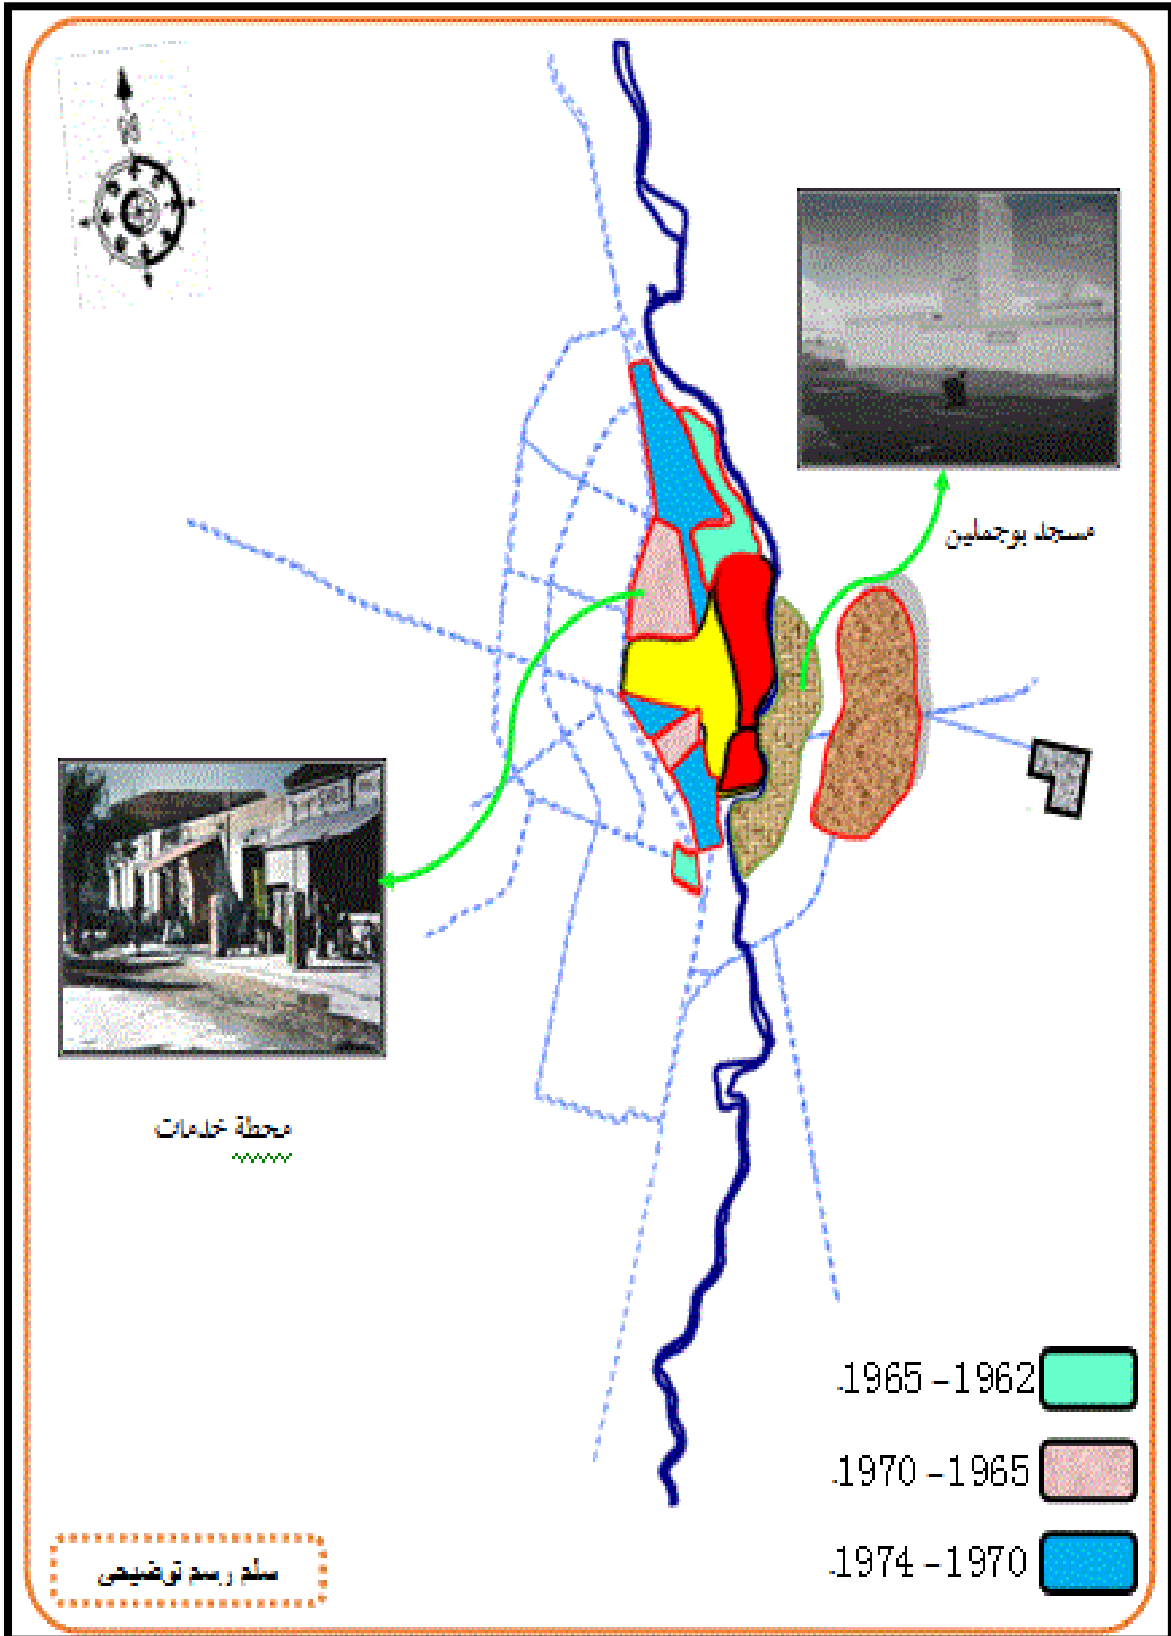 مسجد بوجملين
محطة خدمات
1962 – 1965.
1965 – 1970.
1970 – 1974.
سلم رسم توضيحي